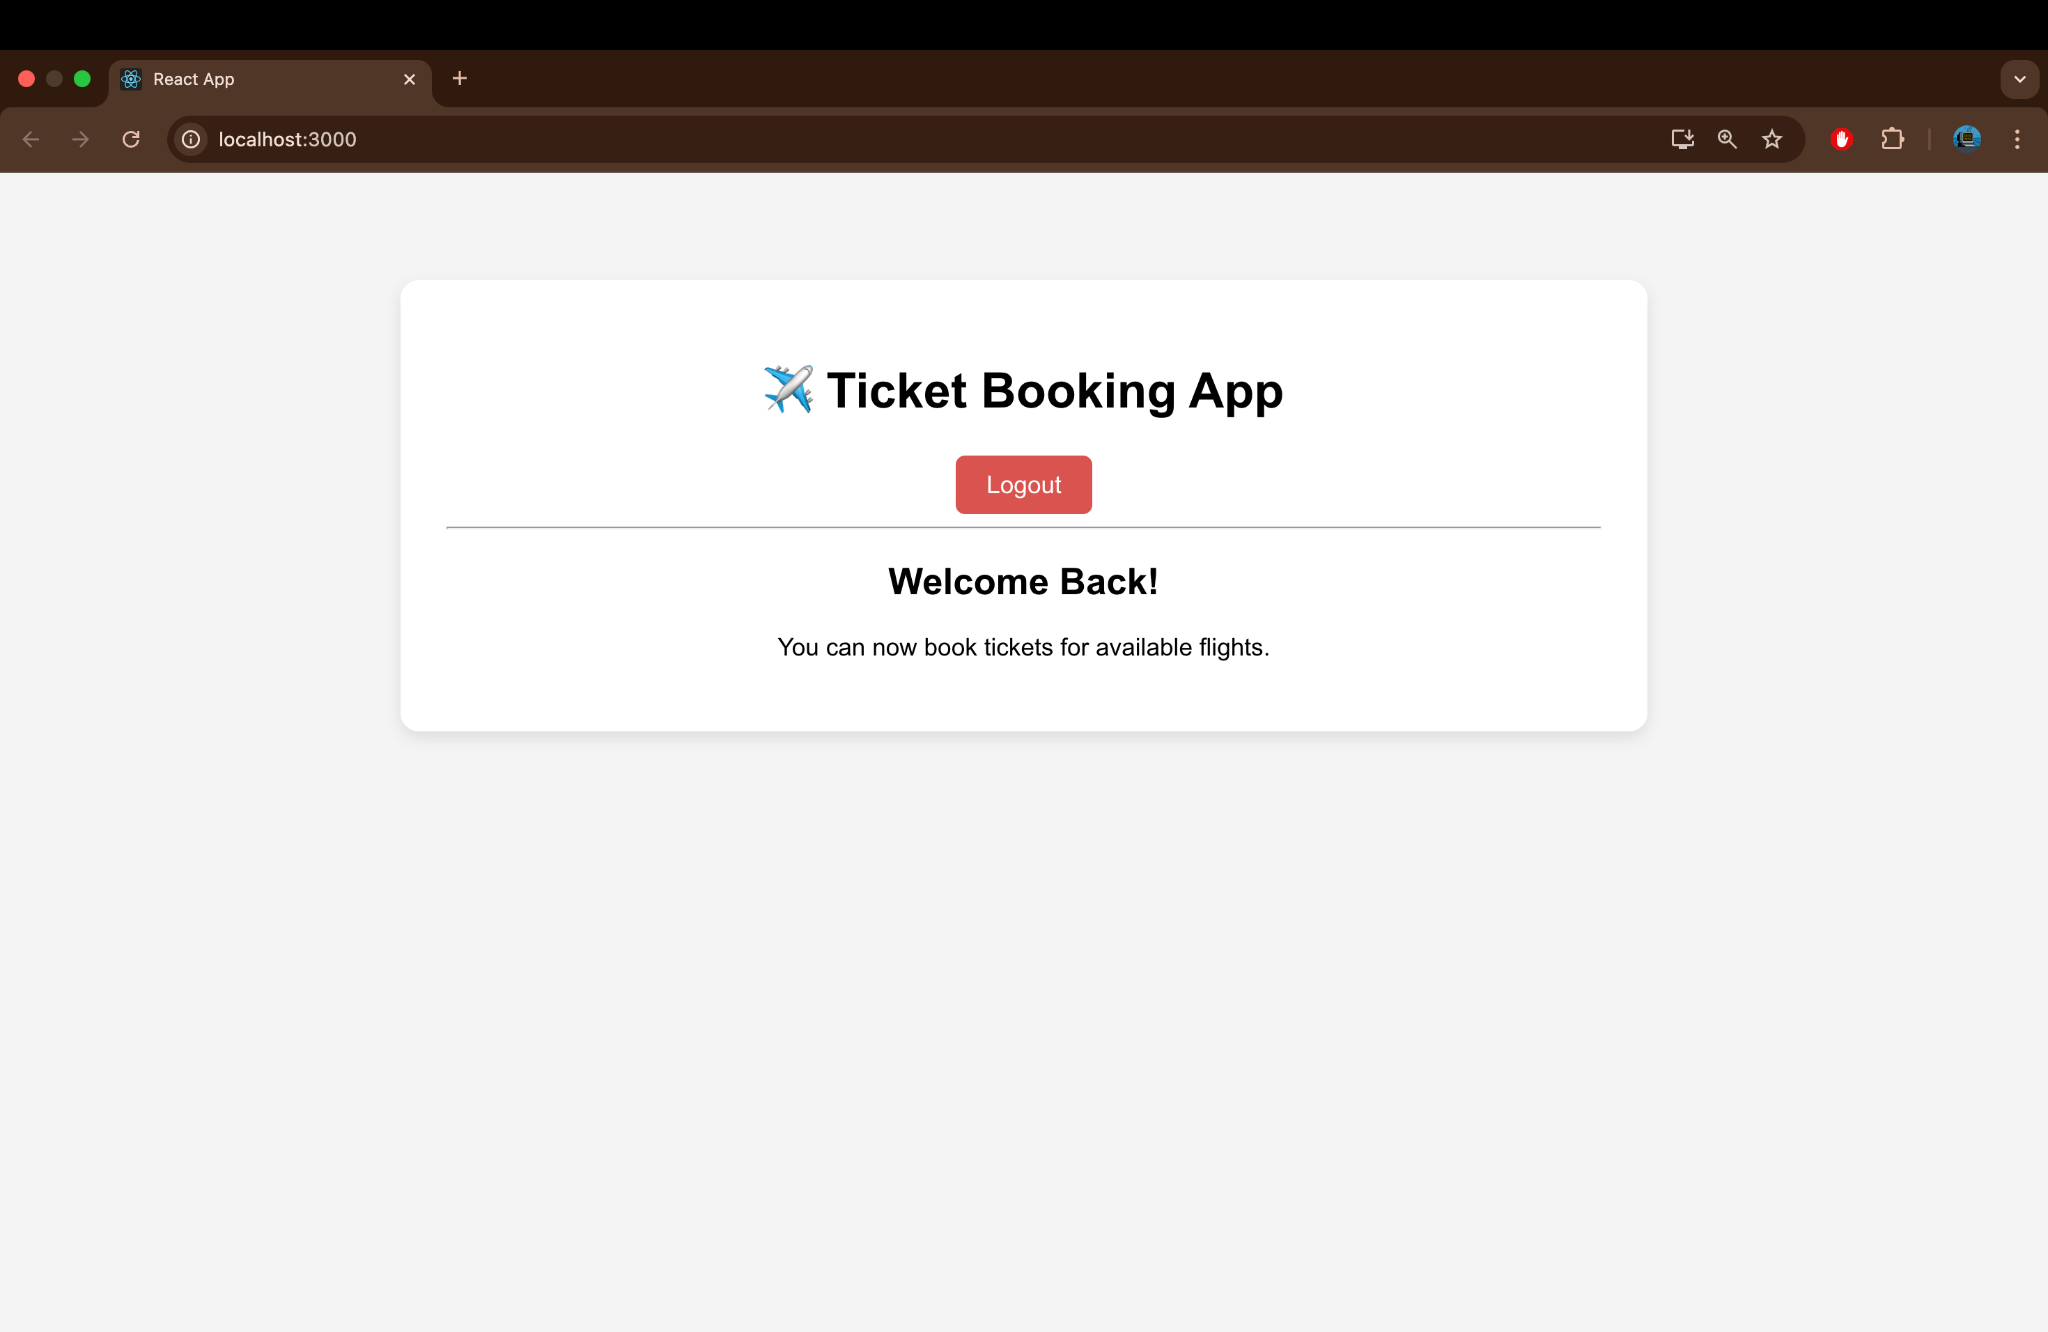 React App
localhost:3000
✈️ Ticket Booking App
Logout
Welcome Back!
You can now book tickets for available flights.